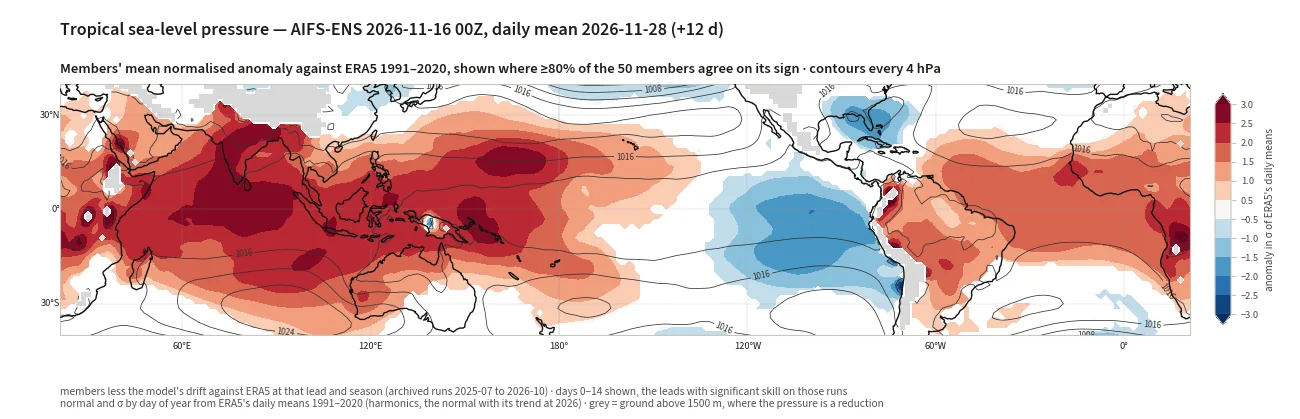 Tropical sea-level pressure — AIFS-ENS 2026-11-16 00Z, daily mean 2026-11-28 (+12 d)
Members' mean normalised anomaly against ERA5 1991–2020, shown where ≥80% of the 50 members agree on its sign · contours every 4 hPa
1016
1016
1008
1016
1016
30°N
0°
30°S
1016
1016
1016
1016
1024
1016
1016
1016
1016
1008
60°E
120°E
180°
120°W
60°W
0°
3.0
2.5
2.0
1.5
1.0
0.5
−0.5
−1.0
−1.5
−2.0
−2.5
−3.0
anomaly in σ of ERA5's daily means
members less the model's drift against ERA5 at that lead and season (archived runs 2025-07 to 2026-10) · days 0–14 shown, the leads with significant skill on those runs
normal and σ by day of year from ERA5's daily means 1991–2020 (harmonics, the normal with its trend at 2026) · grey = ground above 1500 m, where the pressure is a reduction